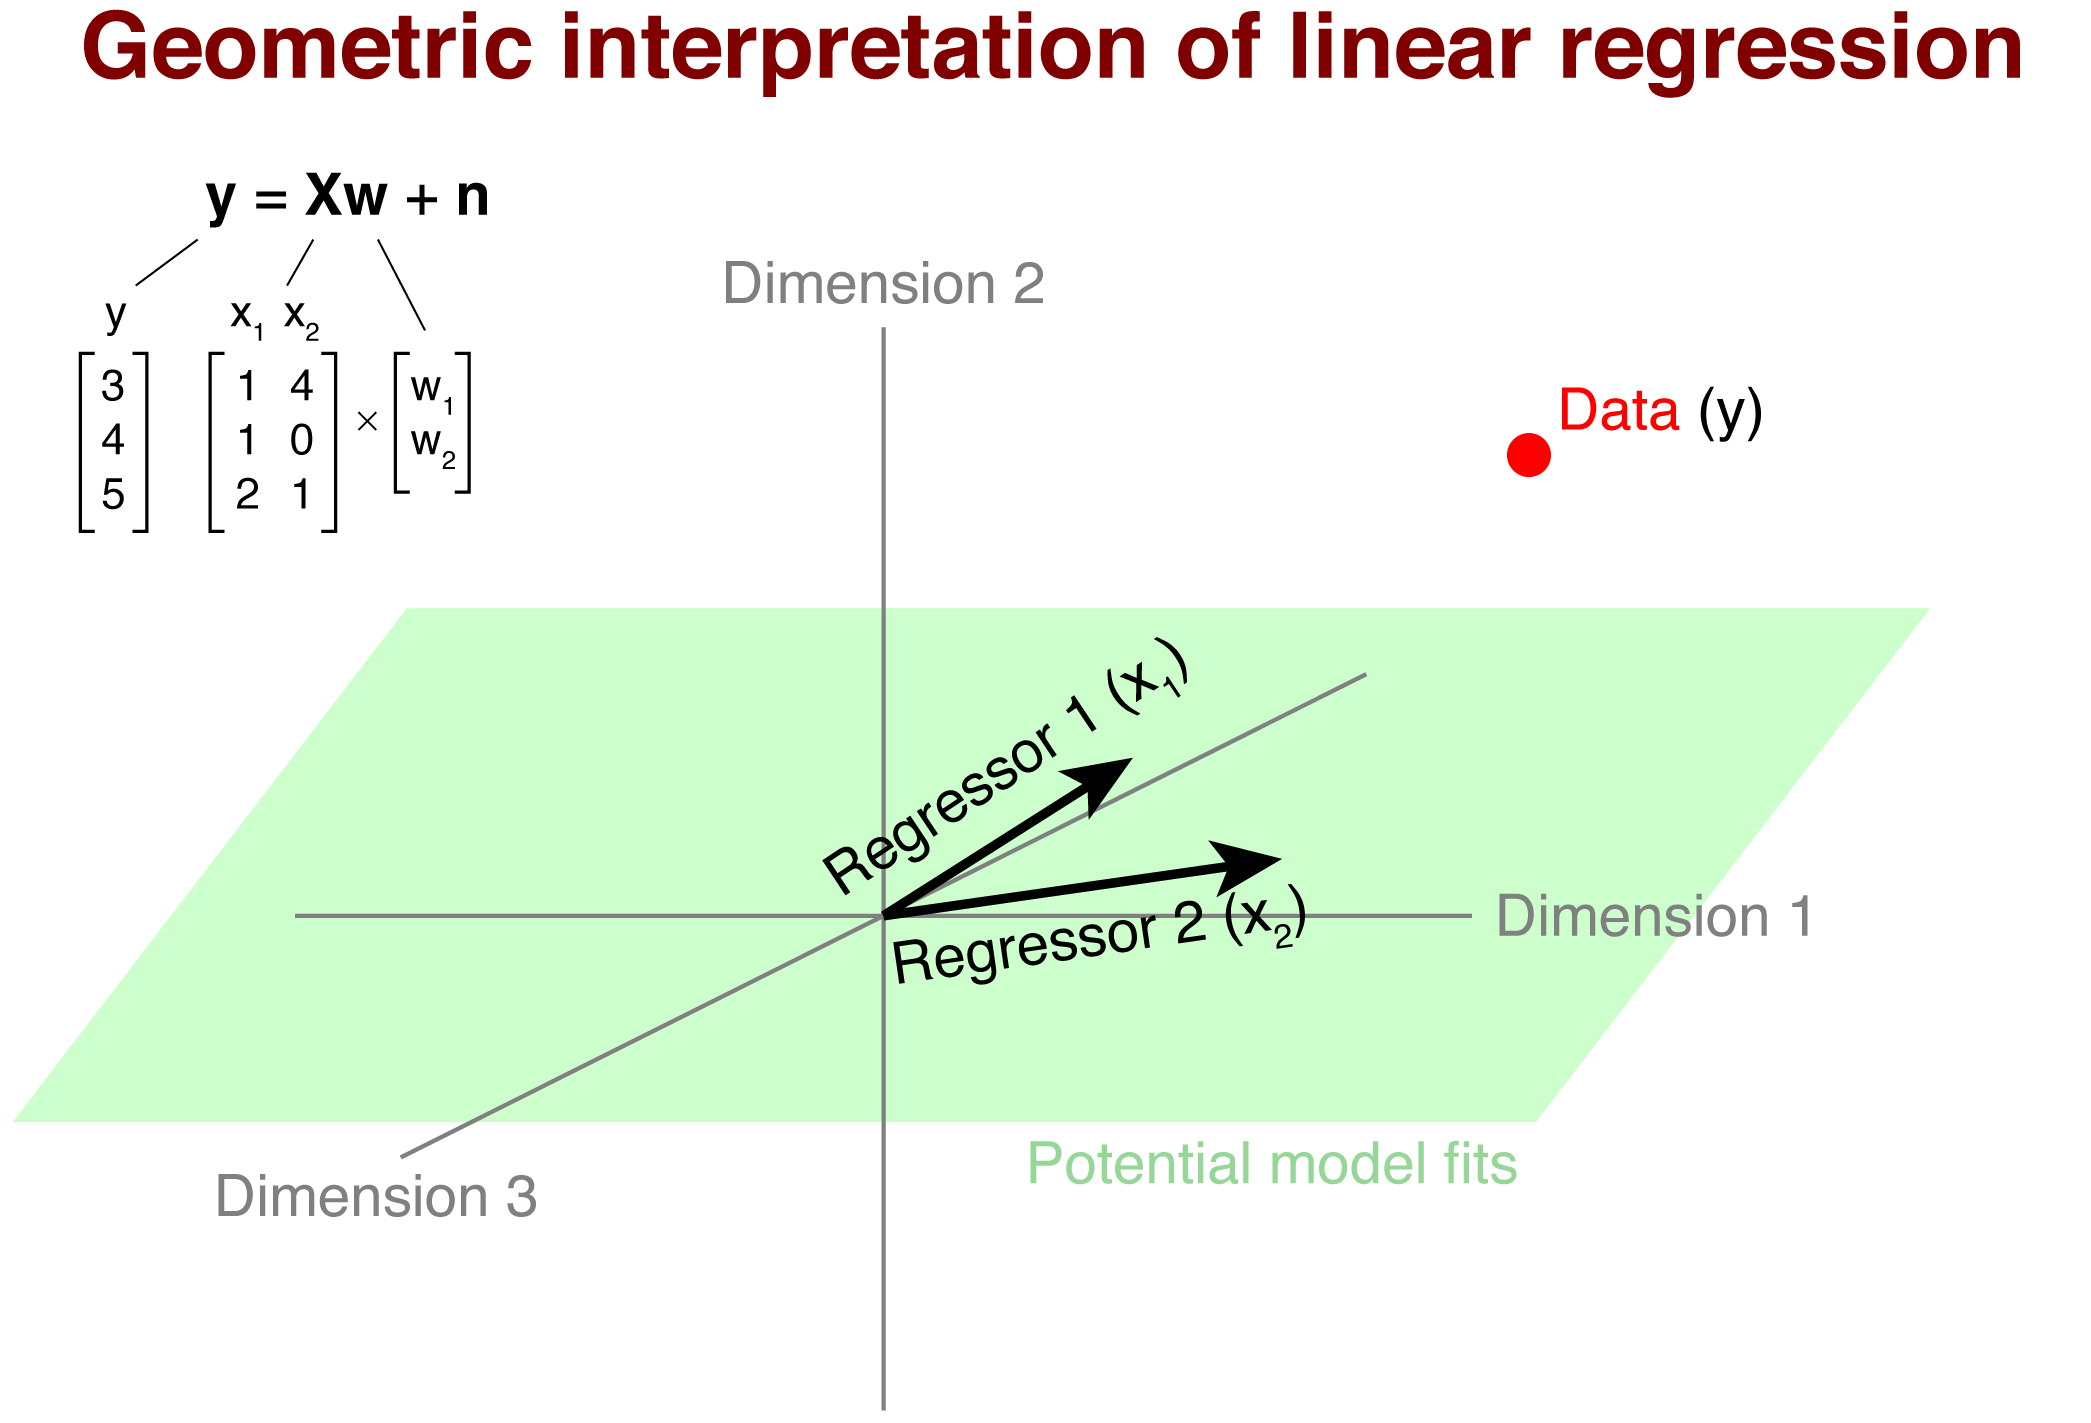 Geometric interpretation of linear regression
y = Xw + n
y x₁ x₂
3 1 4 × w₁
4 1 0 w₂
5 2 1
Dimension 2
Data (y)
Regressor 1 (x₁)
Regressor 2 (x₂)
Dimension 1
Potential model fits
Dimension 3